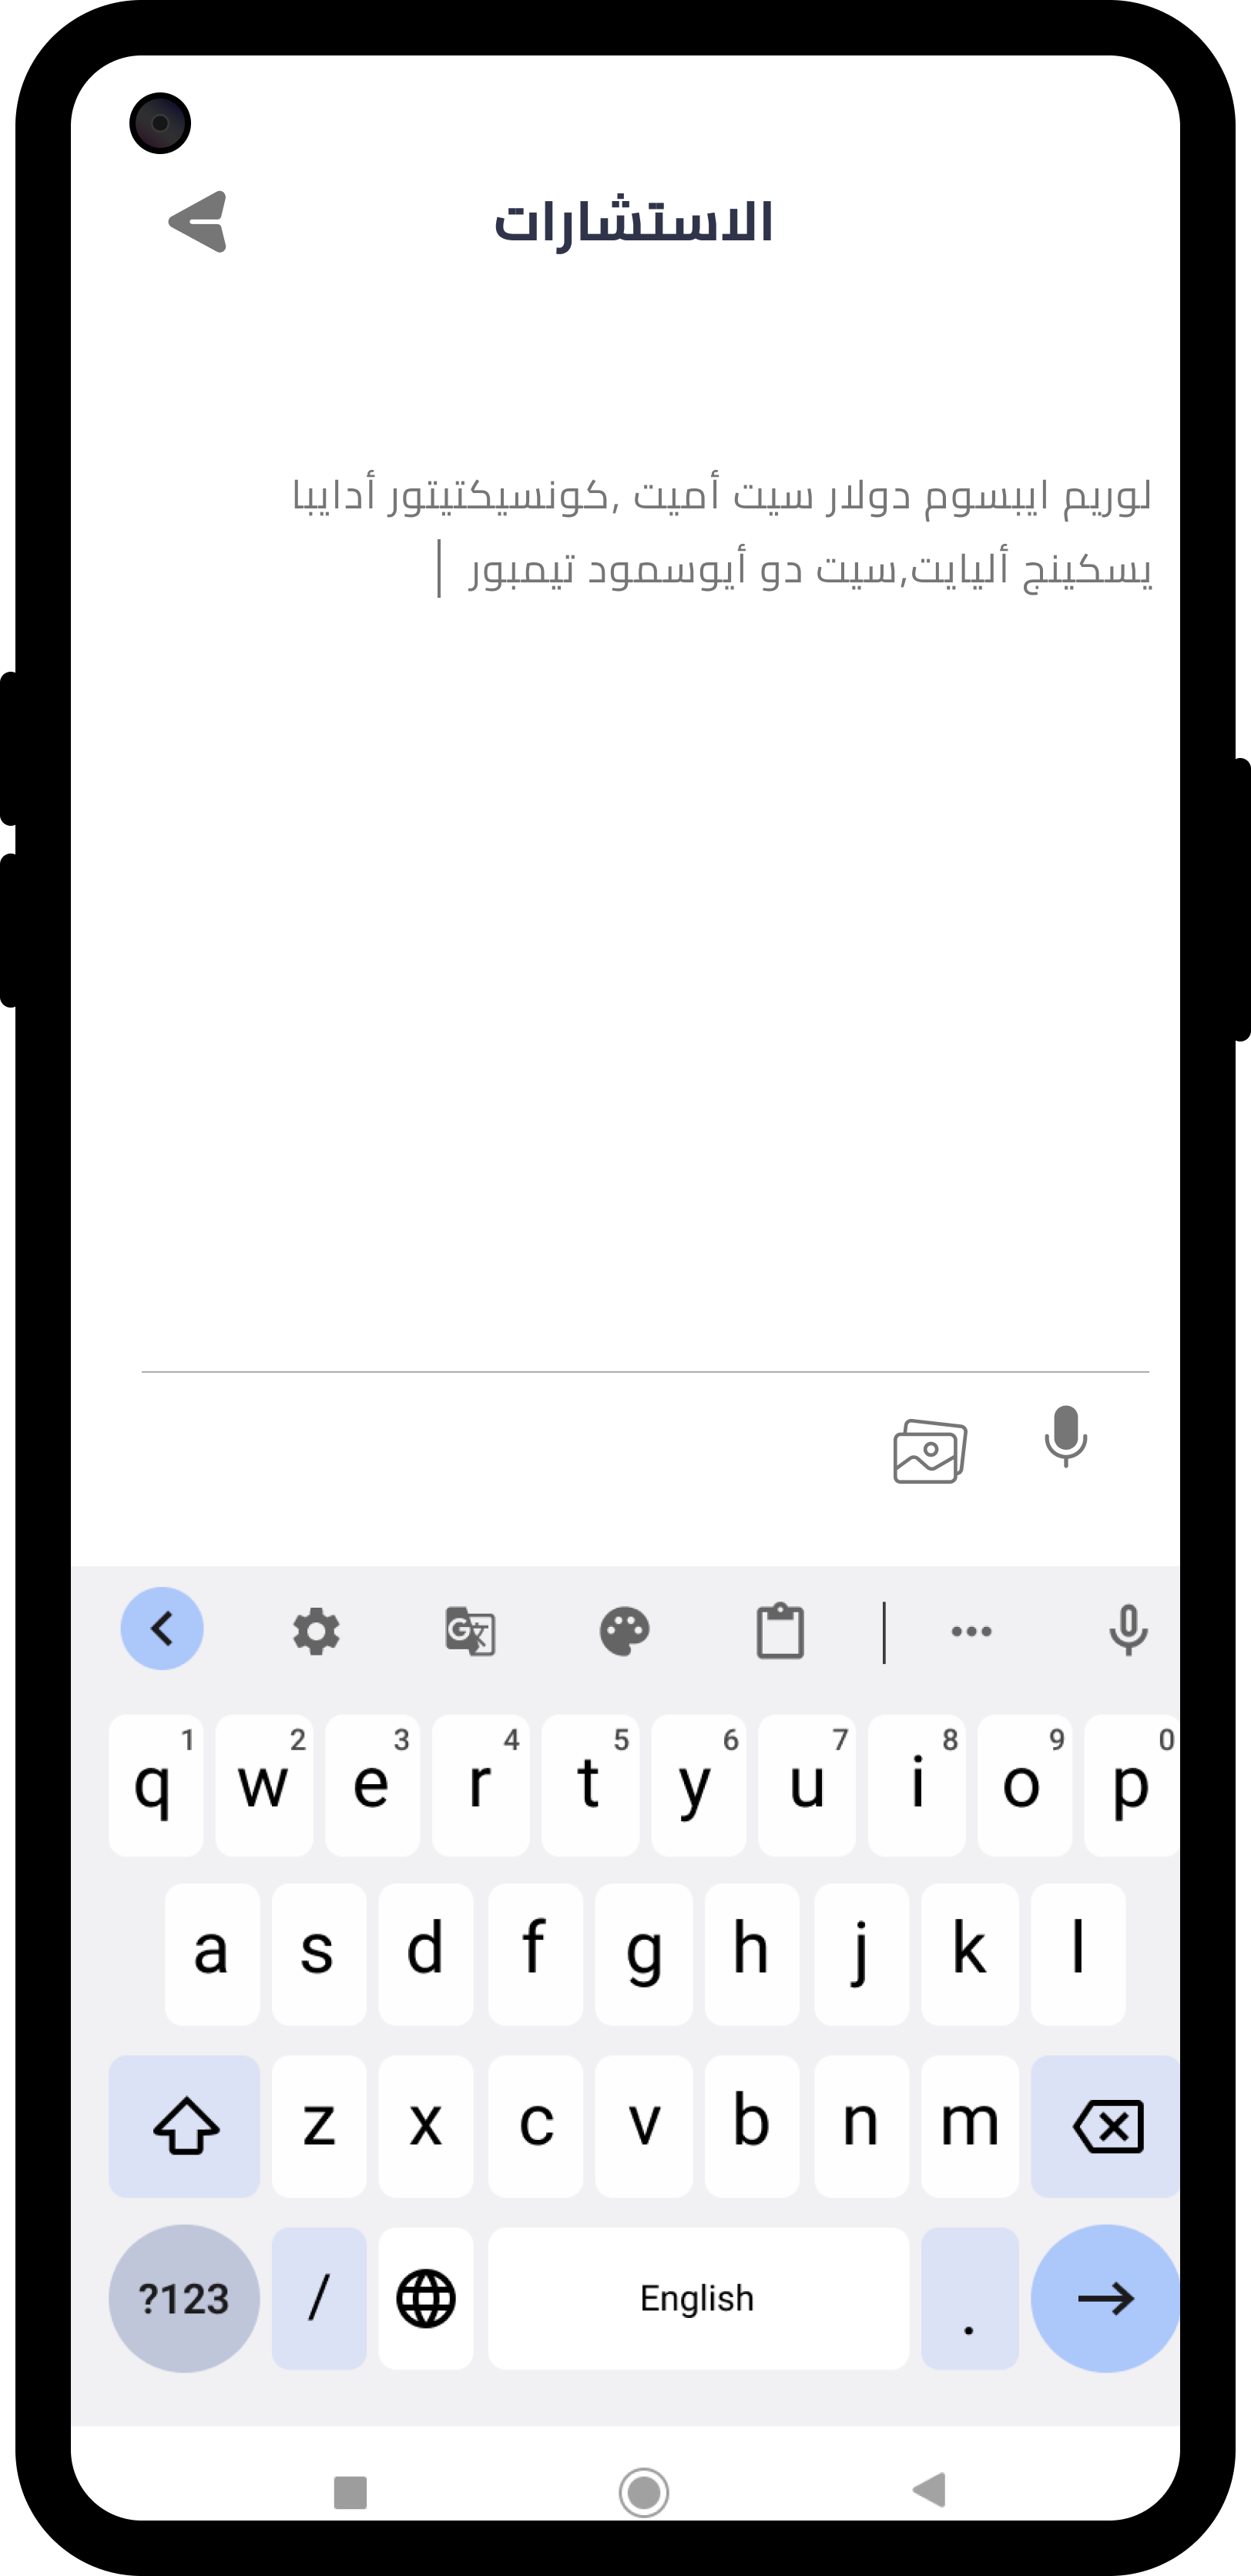 الاستشارات
لوريم ايبسوم دولار سيت أميت ,كونسيكتيتور أدايبا
يسكينج أليايت,سيت دو أيوسمود تيمبور
G
1 2 3 4 5 6 7 8 9 0
q w e r t y u i o p
a s d f g h j k l
z x c v b n m
?123 / English .